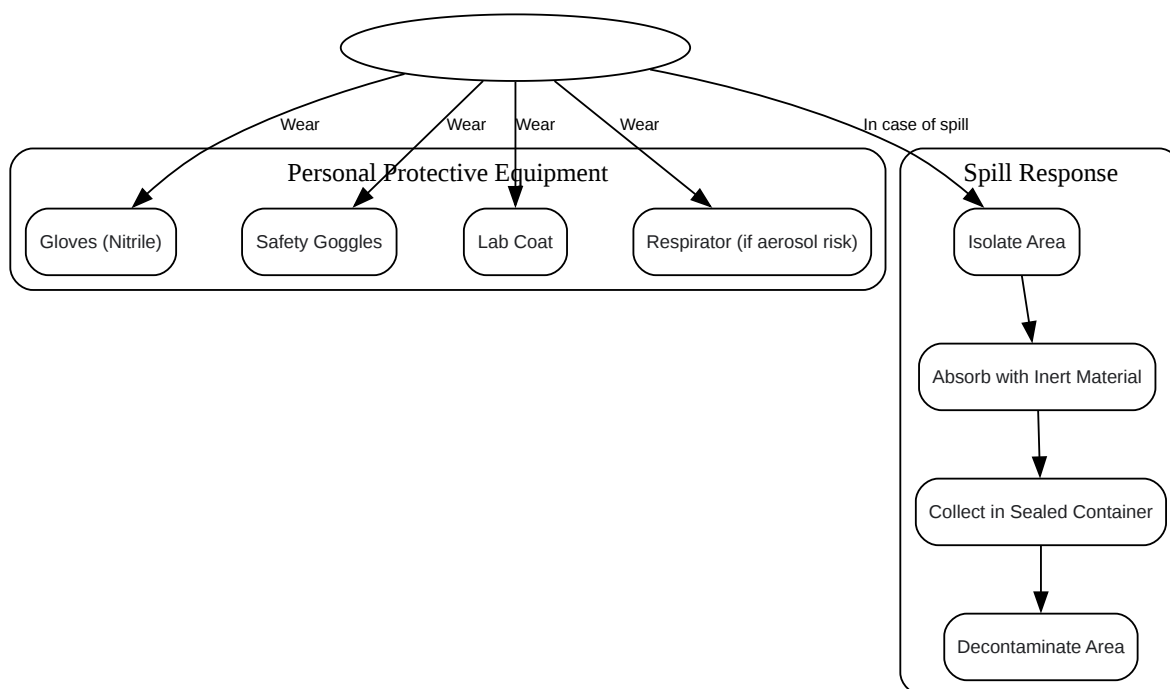 Wear
Wear
Wear
Wear
In case of spill
Personal Protective Equipment
Spill Response
Gloves (Nitrile)
Safety Goggles
Lab Coat
Respirator (if aerosol risk)
Isolate Area
Absorb with Inert Material
Collect in Sealed Container
Decontaminate Area